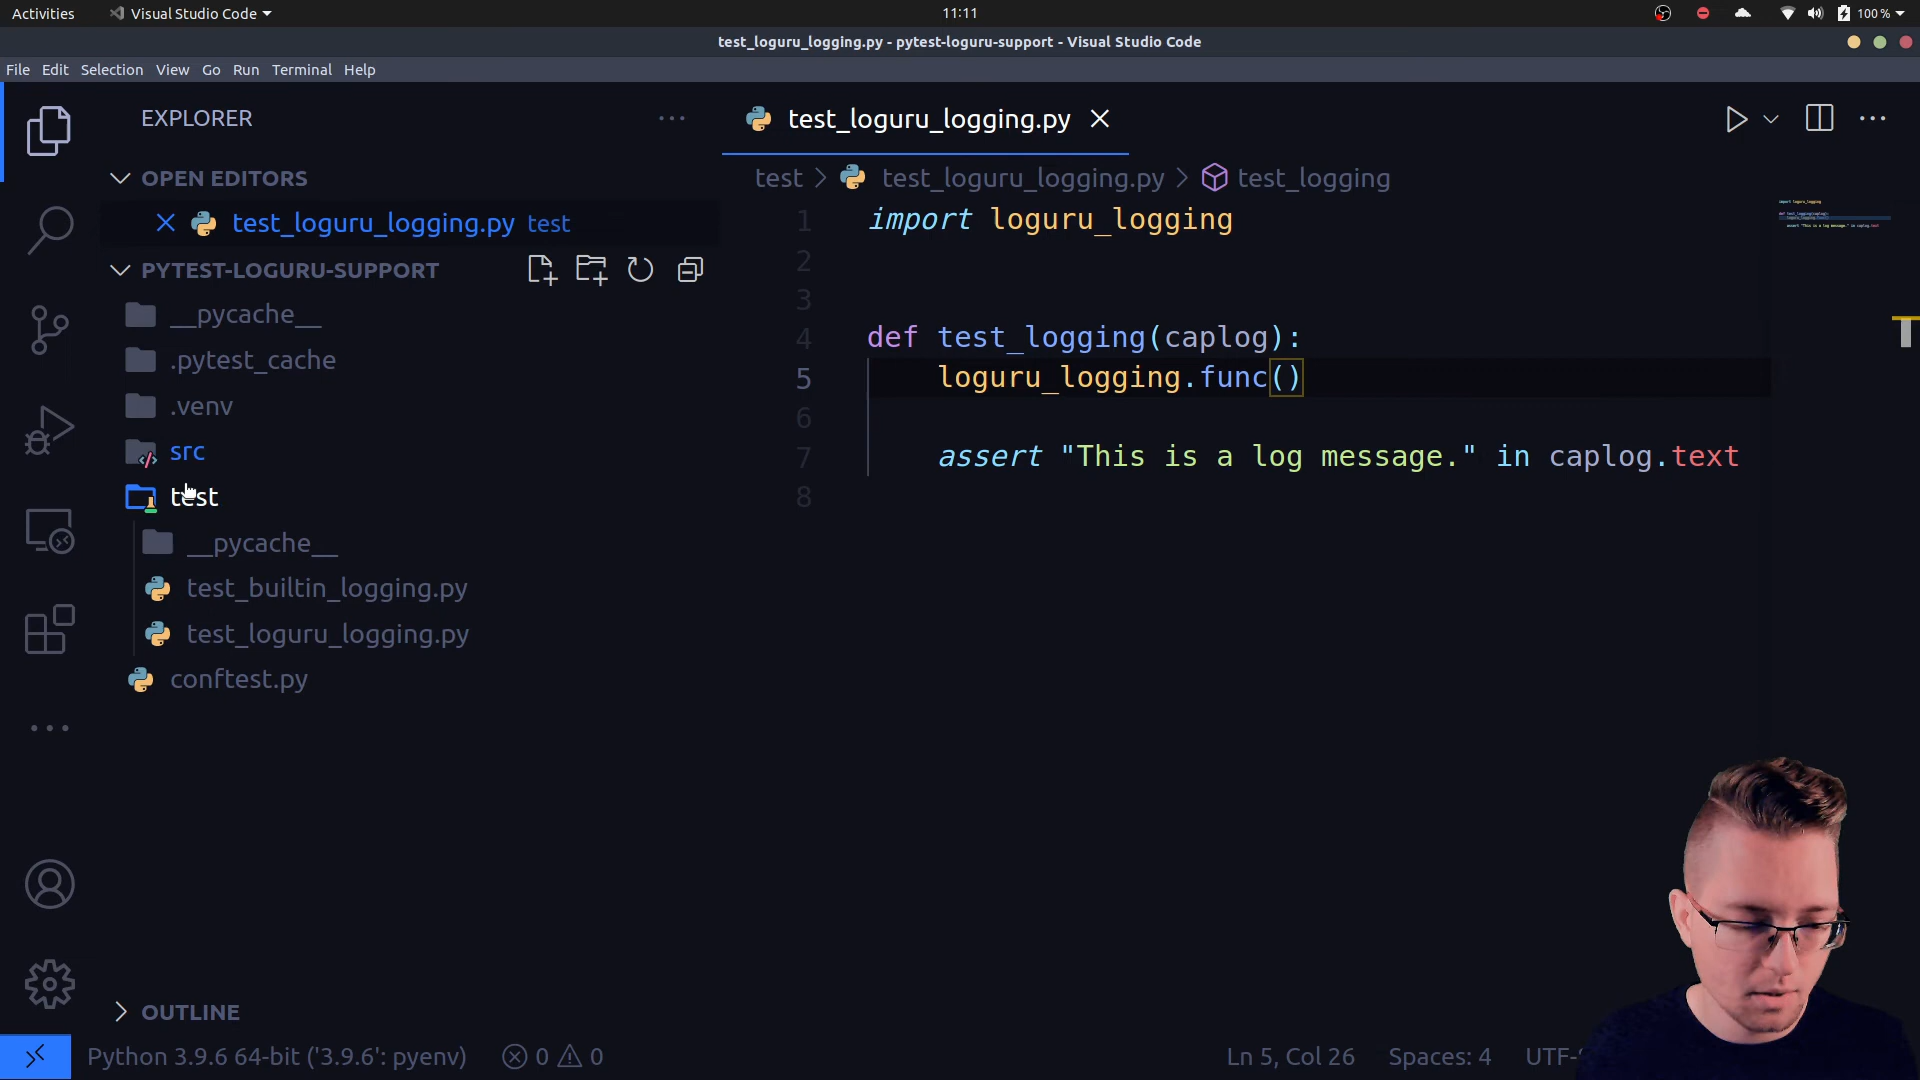 Activities
Visual Studio Code
11:11
100 %
test_loguru_logging.py - pytest-loguru-support - Visual Studio Code
File Edit Selection View Go Run Terminal Help
EXPLORER
OPEN EDITORS
test_loguru_logging.py test
PYTEST-LOGURU-SUPPORT
__pycache__
.pytest_cache
.venv
src
test
__pycache__
test_builtin_logging.py
test_loguru_logging.py
conftest.py
OUTLINE
test_loguru_logging.py
test > test_loguru_logging.py > test_logging
1 import loguru_logging
2
3
4 def test_logging(caplog):
5 loguru_logging.func()
6
7 assert "This is a log message." in caplog.text
8
Python 3.9.6 64-bit ('3.9.6': pyenv) 0 0
Ln 5, Col 26 Spaces: 4